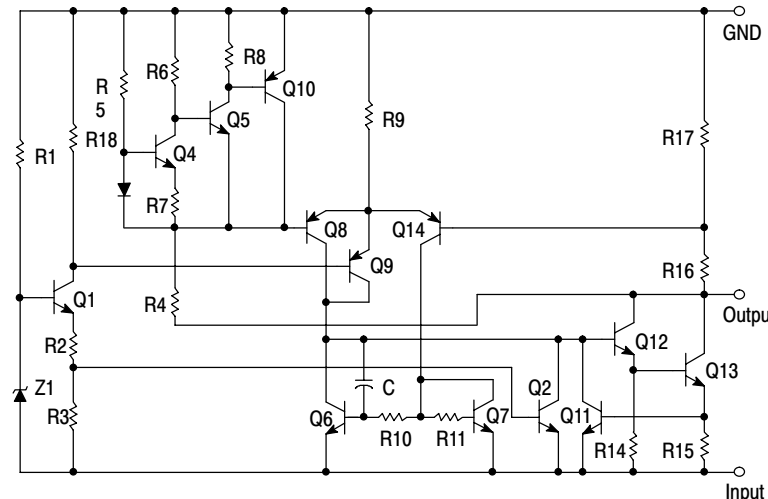 GND
R8
R6
R
5
Q10
Q5
R9
R18
R1
Q4
R17
R7
Q8
Q14
Q9
R16
Q1
R4
Output
R2
Q12
Q13
Z1
C
Q2
R3
Q6
Q7
Q11
R10
R11
R14
R15
Input